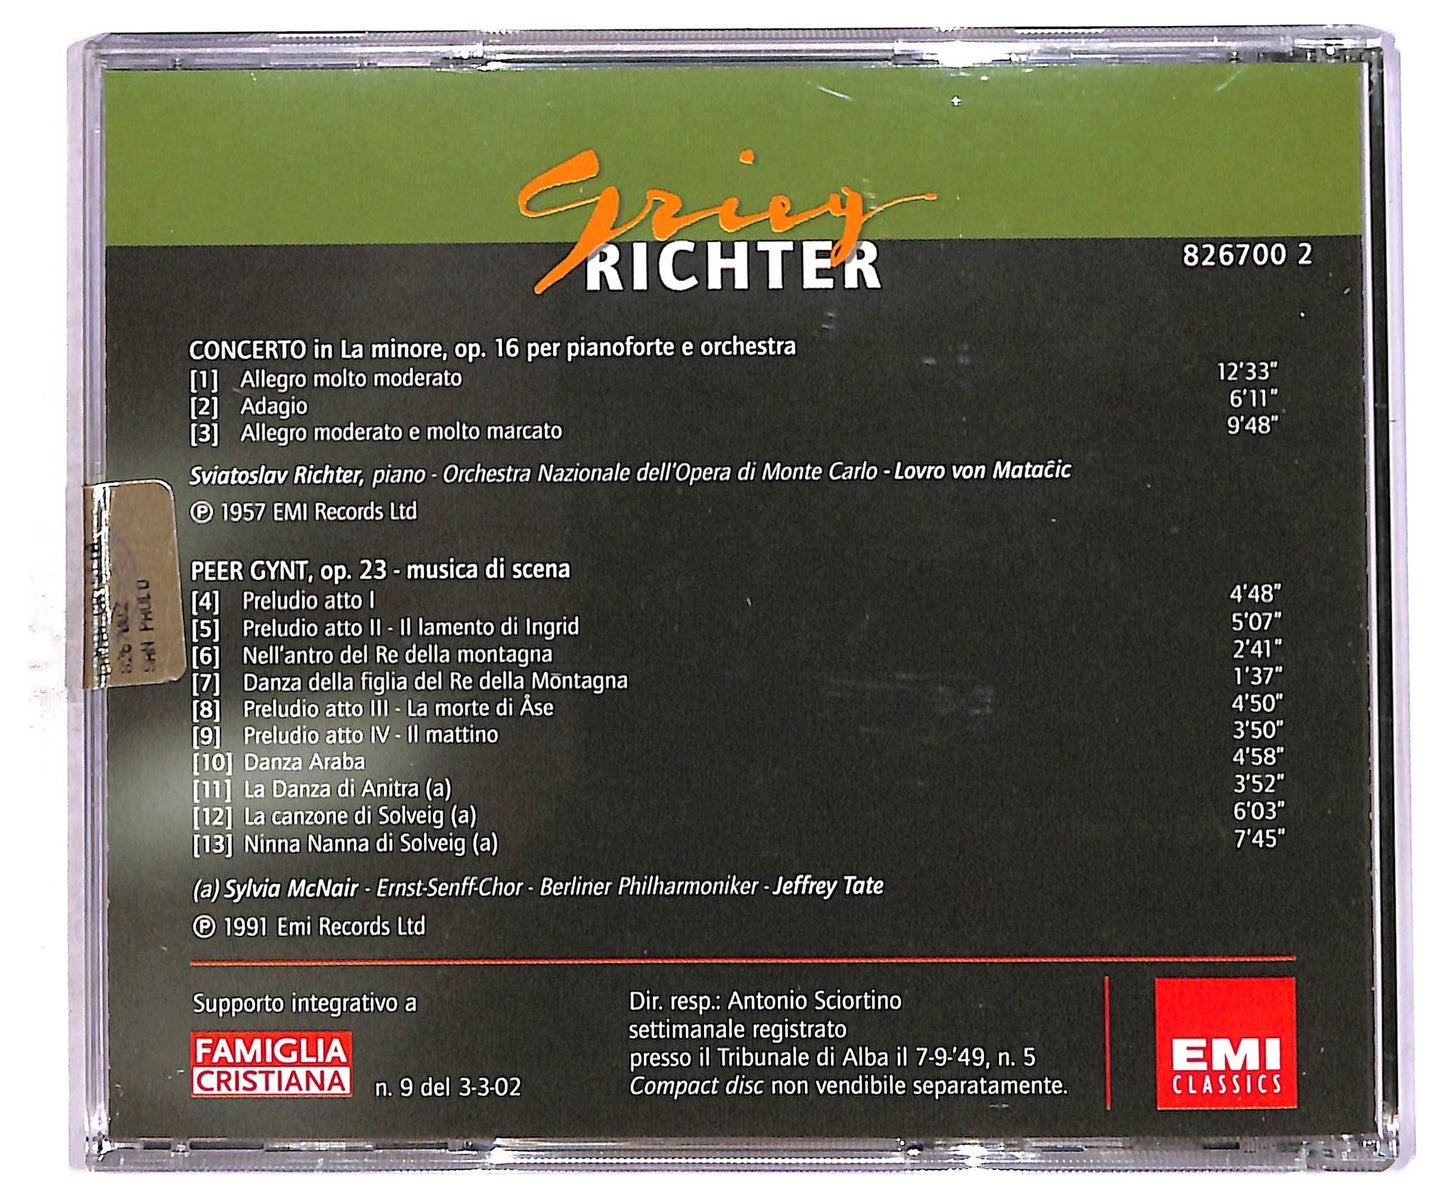 Grieg
RICHTER
826700 2
CONCERTO in La minore, op. 16 per pianoforte e orchestra
[1] Allegro molto moderato 12'33"
[2] Adagio 6'11"
[3] Allegro moderato e molto marcato 9'48"
Sviatoslav Richter, piano - Orchestra Nazionale dell'Opera di Monte Carlo - Lovro von Matačic
℗ 1957 EMI Records Ltd
PEER GYNT, op. 23 - musica di scena
[4] Preludio atto I 4'48"
[5] Preludio atto II - Il lamento di Ingrid 5'07"
[6] Nell'antro del Re della montagna 2'41"
[7] Danza della figlia del Re della Montagna 1'37"
[8] Preludio atto III - La morte di Åse 4'50"
[9] Preludio atto IV - Il mattino 3'50"
[10] Danza Araba 4'58"
[11] La Danza di Anitra (a) 3'52"
[12] La canzone di Solveig (a) 6'03"
[13] Ninna Nanna di Solveig (a) 7'45"
(a) Sylvia McNair - Ernst-Senff-Chor - Berliner Philharmoniker - Jeffrey Tate
℗ 1991 Emi Records Ltd
Supporto integrativo a
FAMIGLIA
CRISTIANA
n. 9 del 3-3-02
Dir. resp.: Antonio Sciortino
settimanale registrato
presso il Tribunale di Alba il 7-9-'49, n. 5
Compact disc non vendibile separatamente.
EMI
CLASSICS
SAN PAOLO